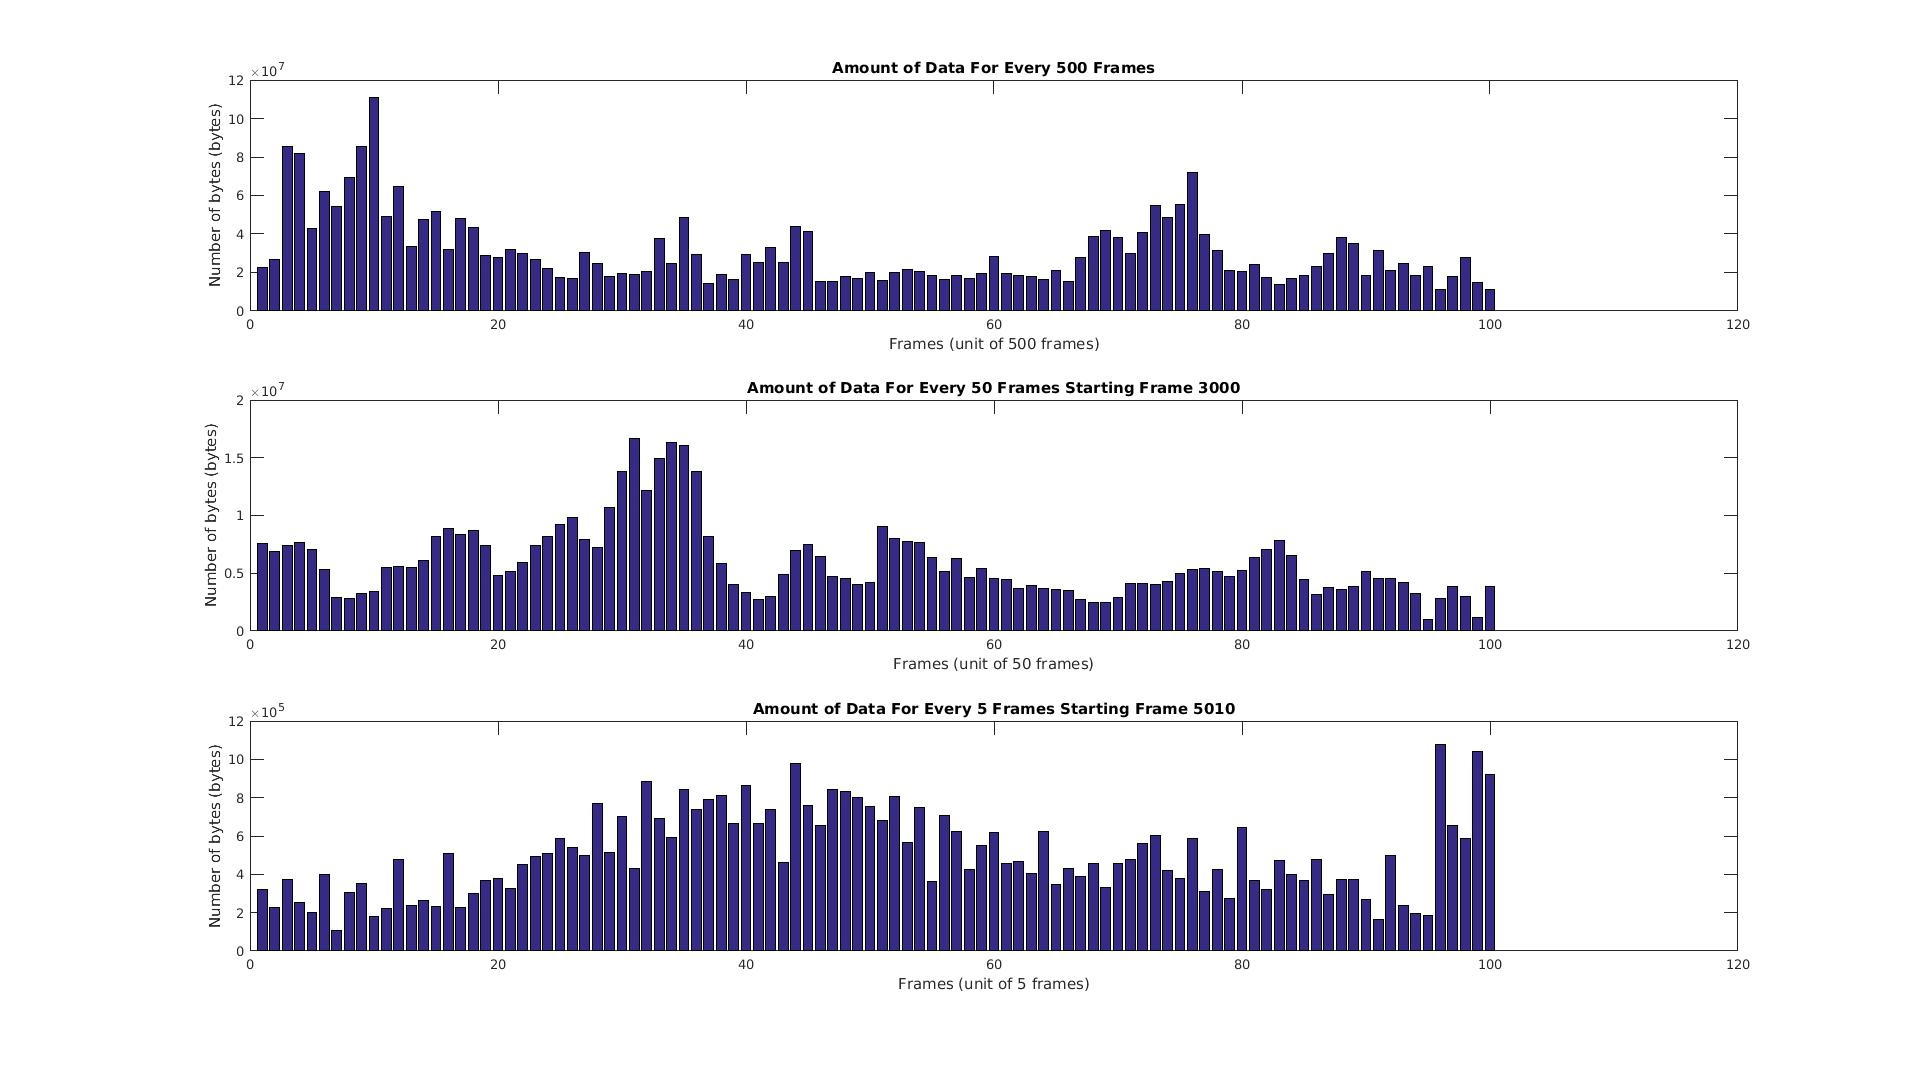 Amount of Data For Every 500 Frames
×10^7
Number of bytes (bytes)
12
10
8
6
4
2
0
0 20 40 60 80 100 120
Frames (unit of 500 frames)
Amount of Data For Every 50 Frames Starting Frame 3000
×10^7
Number of bytes (bytes)
2
1.5
1
0.5
0
0 20 40 60 80 100 120
Frames (unit of 50 frames)
Amount of Data For Every 5 Frames Starting Frame 5010
×10^5
Number of bytes (bytes)
12
10
8
6
4
2
0
0 20 40 60 80 100 120
Frames (unit of 5 frames)